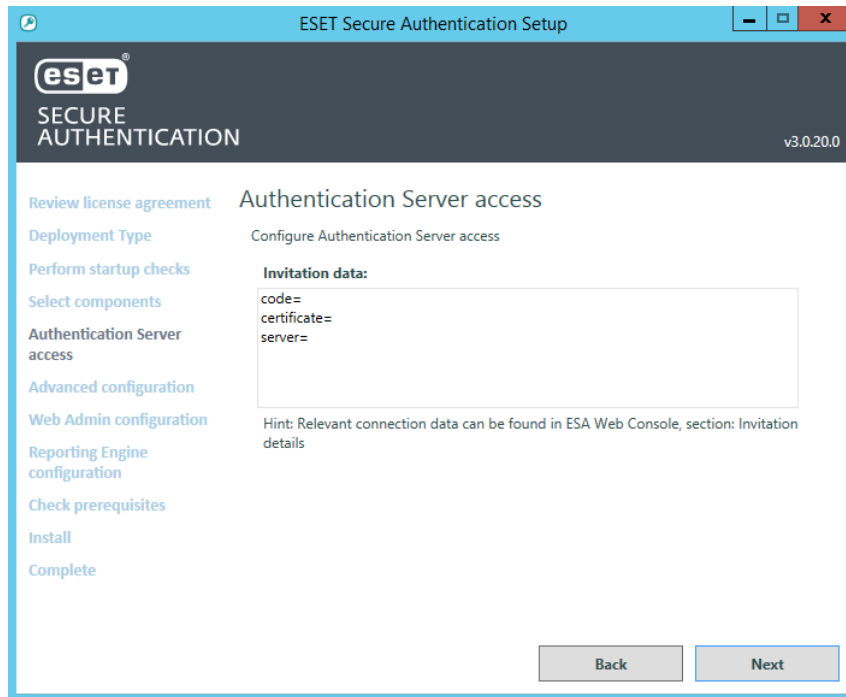 ESET Secure Authentication Setup
eseT®
SECURE
AUTHENTICATION
v3.0.20.0
Review license agreement
Deployment Type
Perform startup checks
Select components
Authentication Server
access
Advanced configuration
Web Admin configuration
Reporting Engine
configuration
Check prerequisites
Install
Complete
Authentication Server access
Configure Authentication Server access
Invitation data:
code=
certificate=
server=
Hint: Relevant connection data can be found in ESA Web Console, section: Invitation
details
Back
Next